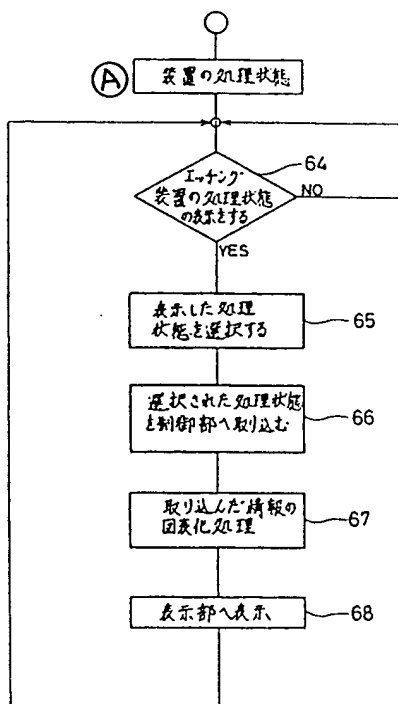 A
装置の処理状態
64
エッチング
装置の処理状態
の表示をする
NO
YES
表示した処理
状態を選択する
65
選択された処理状態
を制御部へ取り込む
66
取り込んだ情報の
図表化処理
67
表示部へ表示
68